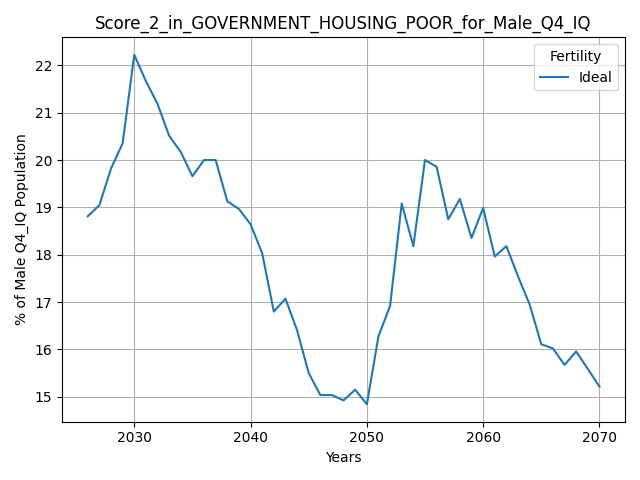 Score_2_in_GOVERNMENT_HOUSING_POOR_for_Male_Q4_IQ
Fertility
Ideal
% of Male Q4_IQ Population
22
21
20
19
18
17
16
15
2030 2040 2050 2060 2070
Years